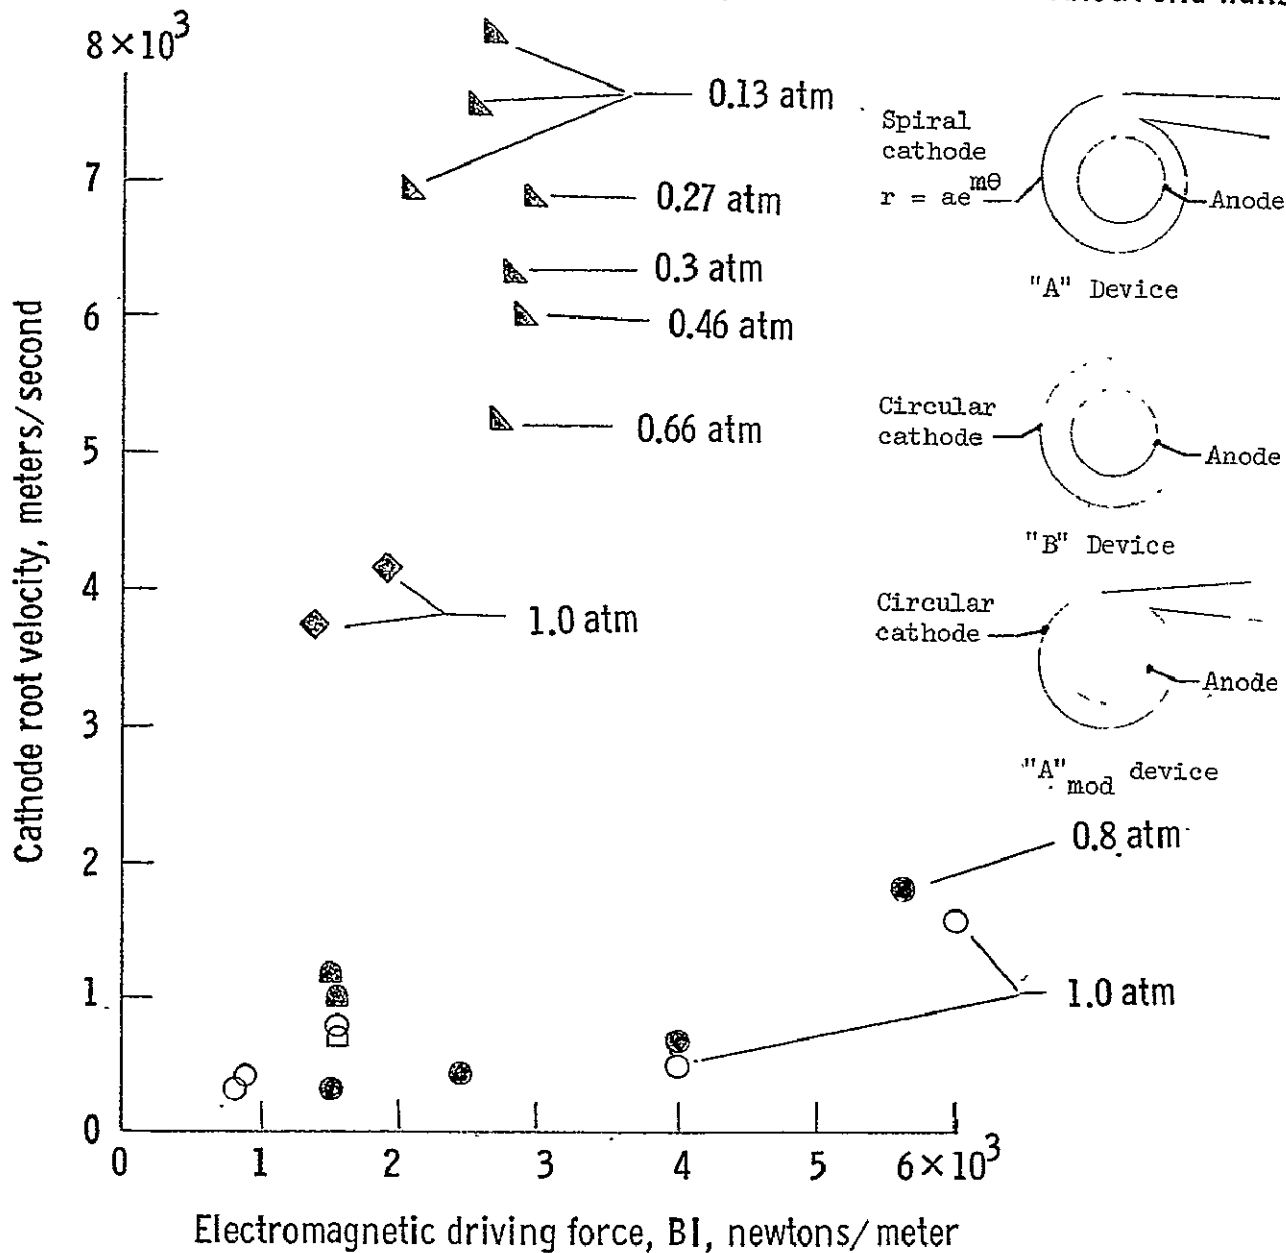 8×10³
7
6
5
4
3
2
1
0
Cathode root velocity, meters/second
0 1 2 3 4 5 6×10³
Electromagnetic driving force, BI, newtons/meter
0.13 atm
0.27 atm
0.3 atm
0.46 atm
0.66 atm
1.0 atm
0.8 atm
1.0 atm
Spiral
cathode
r = ae^mθ
Anode
"A" Device
Circular
cathode
Anode
"B" Device
Circular
cathode
Anode
"A"mod device